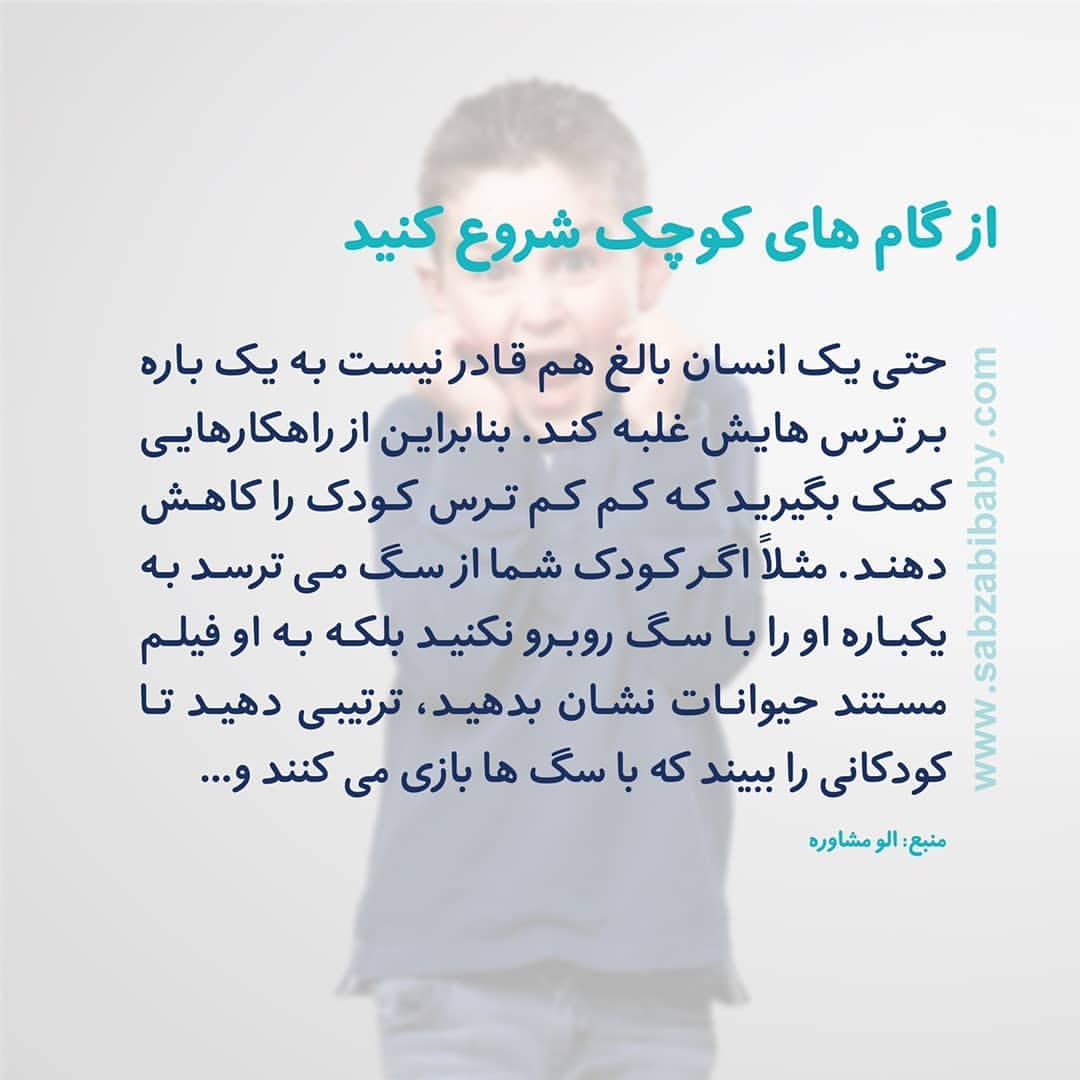 از گام های کوچک شروع کنید
حتی یک انسان بالغ هم قادر نیست به یک باره
بر ترس هایش غلبه کند. بنابراین از راهکارهایی
کمک بگیرید که کم کم ترس کودک را کاهش
دهند. مثلاً اگر کودک شما از سگ می ترسد به
یکباره او را با سگ روبرو نکنید بلکه به او فیلم
مستند حیوانات نشان بدهید، ترتیبی دهید تا
کودکانی را ببیند که با سگ ها بازی می کنند و...
منبع: الو مشاوره
www.sabzabibaby.com